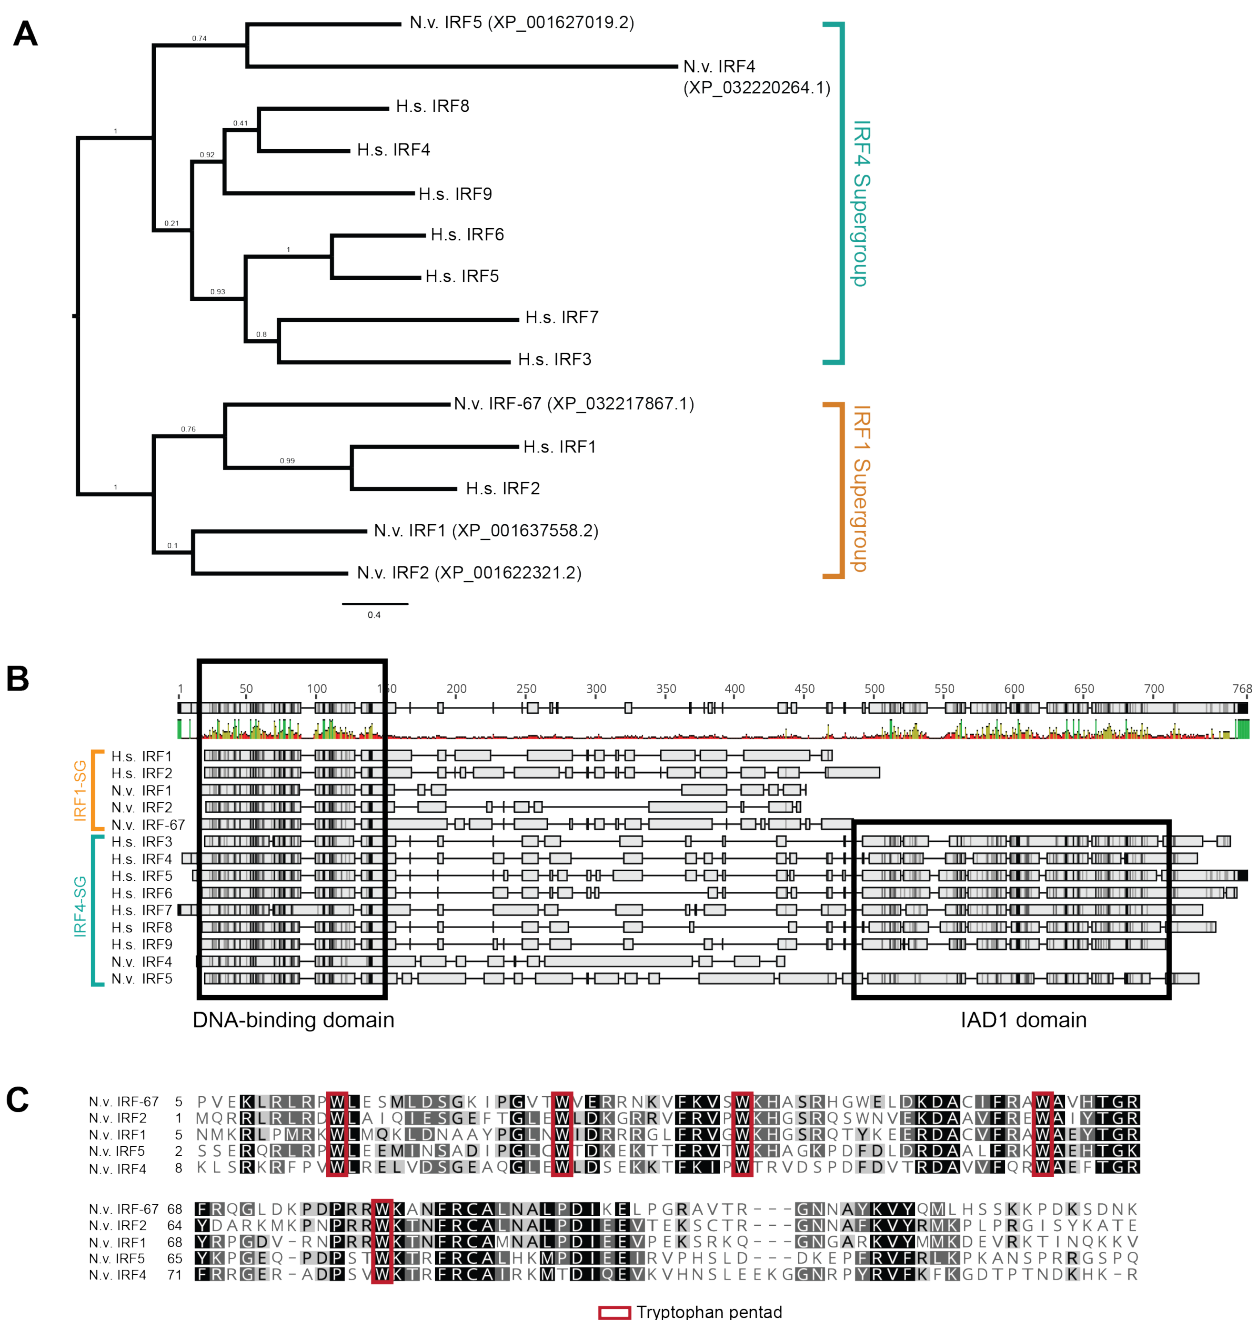 A
N.v. IRF5 (XP_001627019.2)
0.74
N.v. IRF4
(XP_032220264.1)
H.s. IRF8
0.41
1
H.s. IRF4
0.92
H.s. IRF9
0.21
H.s. IRF6
1
H.s. IRF5
0.93
H.s. IRF7
0.8
H.s. IRF3
IRF4 Supergroup
N.v. IRF-67 (XP_032217867.1)
0.76
H.s. IRF1
0.99
H.s. IRF2
1
N.v. IRF1 (XP_001637558.2)
0.1
N.v. IRF2 (XP_001622321.2)
IRF1 Supergroup
0.4
B
1 50 100 150 200 250 300 350 400 450 500 550 600 650 700 768
IRF1-SG
H.s. IRF1
H.s. IRF2
N.v. IRF1
N.v. IRF2
N.v. IRF-67
IRF4-SG
H.s. IRF3
H.s. IRF4
H.s. IRF5
H.s. IRF6
H.s. IRF7
H.s. IRF8
H.s. IRF9
N.v. IRF4
N.v. IRF5
DNA-binding domain
IAD1 domain
C
N.v. IRF-67 5 PVEKLRLRPWLESMLDSGKIPGVTWVERRNKVFKVSWKHASRHGWELDKDACIFRAWAVHTGR
N.v. IRF2 1 MQRRLRLRDWLAIQIESGEFTGLEWLDKGRRVFRVPWKHGSRQSWNVDKDAAVFREWAVHTGR
N.v. IRF1 5 NMKRLPMRKWLMQKLDNAAYPGLNWIDRRRGLFRVGWKHGSRQTYKEERDACVFRAWAEYTGR
N.v. IRF5 2 SSERQRLRPWLEEMINSADIPGLCWTDKEKTTFRVTWKHAGKPDFDLDRDAALFRKWAEHTGR
N.v. IRF4 8 KLSRKRFPVWLRELVDSGEAQGLEWLDSEKKTFKIPWTRVDSPDFDVTRDAVVFQRWAEFTGK
N.v. IRF-67 68 FRQGLDKPDPRRWKANFRCALNALPDIKELPGRAVTR---GNNAYKVYQMLHSSKKPDKSDNK
N.v. IRF2 64 YDARKMKPNPRRWKTNFRCALNALPDIEEVTEKSCTR---GNNAFKVYRMKPLPRGISYKATE
N.v. IRF1 68 YRPGDV-RNPRRWKTNFRCAMNALPDIEEVPEKSRKQ---GNGARKVYMMKDEVRKTINQKKV
N.v. IRF5 65 YKPGEQ-PDPSTWKTRFRCALHKMPDIEEIRVPHSLD---DKEPFRVFRLKPKANSPRRGSPQ
N.v. IRF4 71 FRRGER-ADPSVWKTRFRCAIRKMTDIQEVKVHNSLEEKGGNRPYRVFKFKGDTPTNDKHK-R
Tryptophan pentad